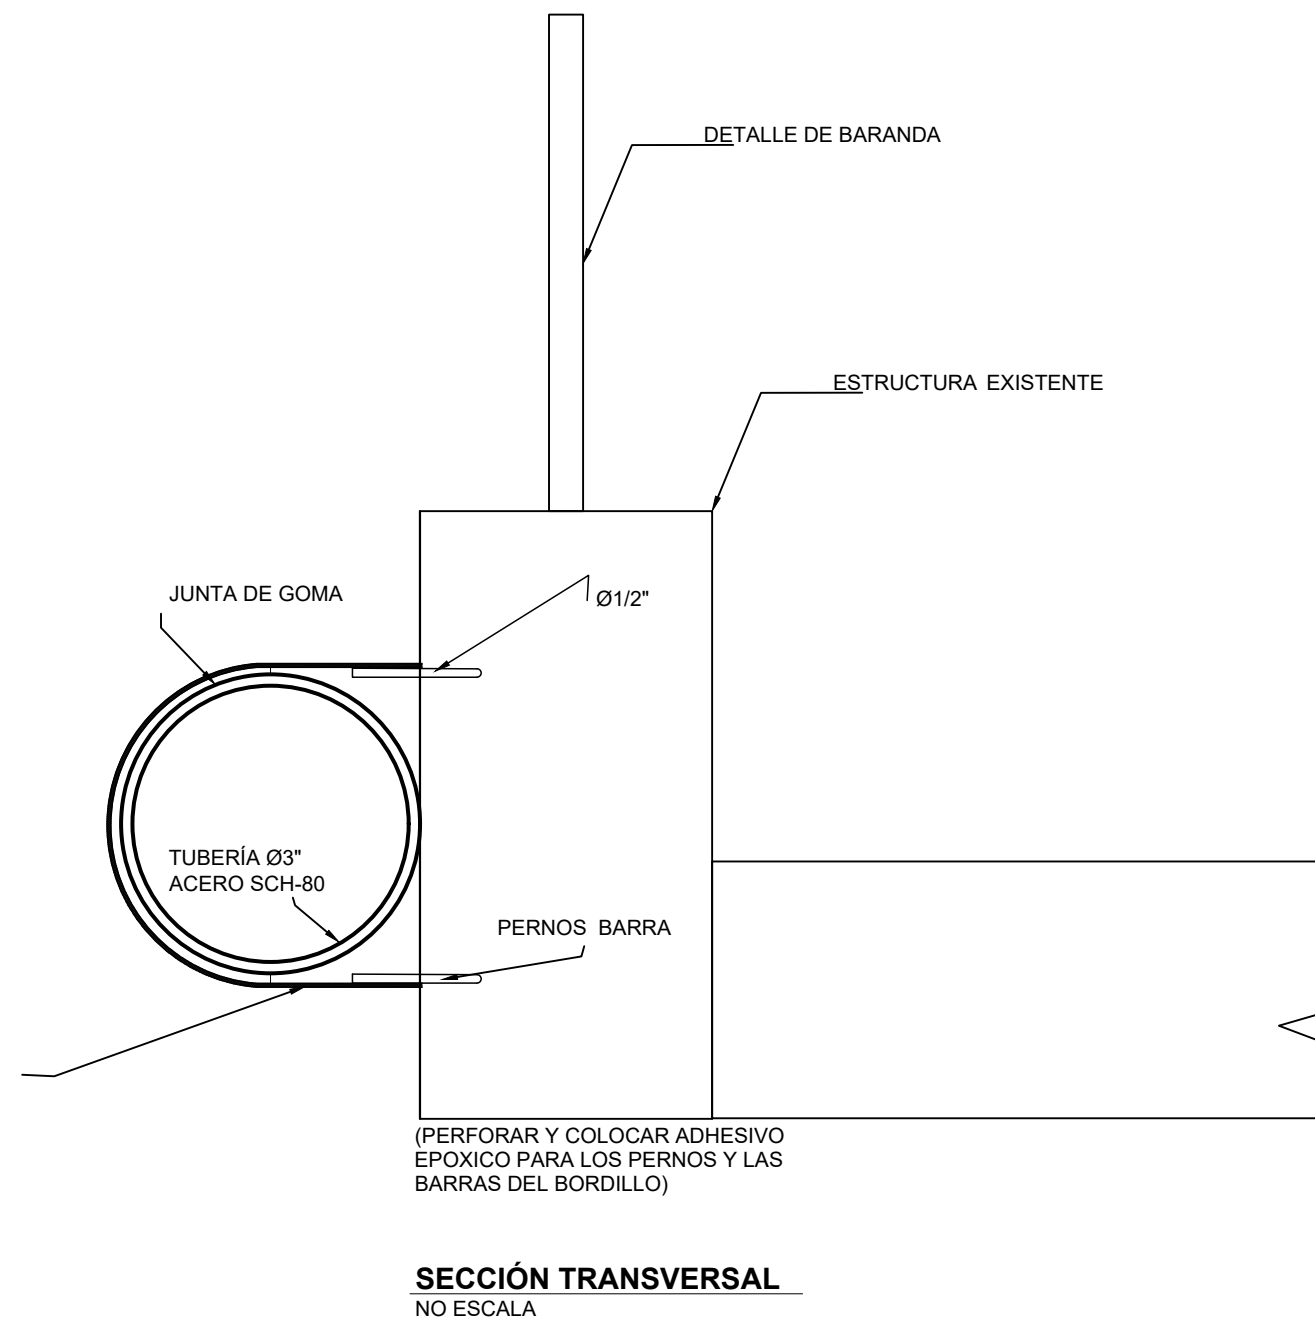 DETALLE DE BARANDA
ESTRUCTURA EXISTENTE
JUNTA DE GOMA
Ø1/2"
TUBERÍA Ø3"
ACERO SCH-80
PERNOS BARRA
(PERFORAR Y COLOCAR ADHESIVO
EPOXICO PARA LOS PERNOS Y LAS
BARRAS DEL BORDILLO)
SECCIÓN TRANSVERSAL
NO ESCALA